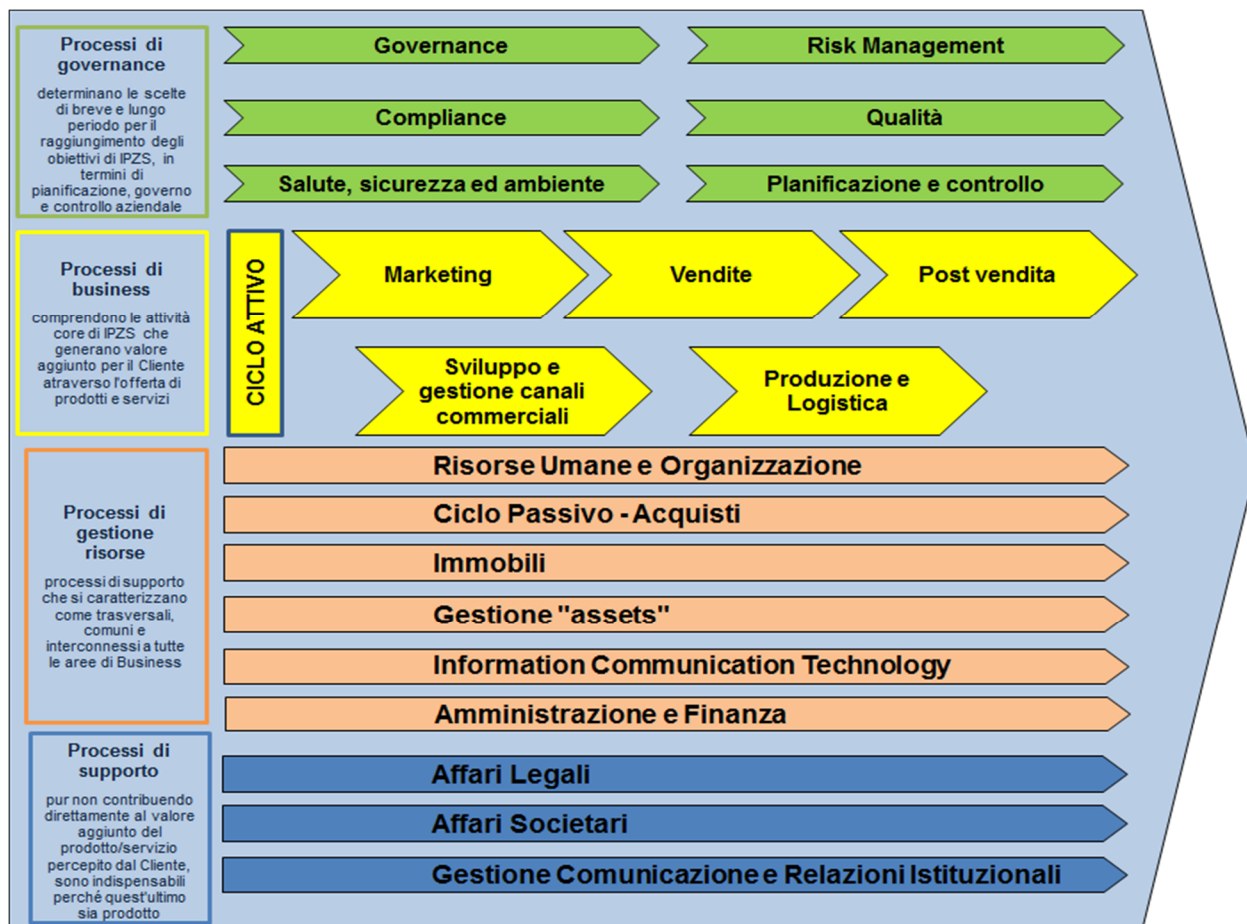 Processi di
governance
determinano le scelte
di breve e lungo
periodo per il
raggiungimento degli
obiettivi di IPZS, in
termini di
pianificazione, governo
e controllo aziendale
Governance
Risk Management
Compliance
Qualità
Salute, sicurezza ed ambiente
Planificazione e controllo
Processi di
business
comprendono le attività
core di IPZS che
generano valore
aggiunto per il Cliente
atraverso l'offerta di
prodotti e servizi
CICLO ATTIVO
Marketing
Vendite
Post vendita
Sviluppo e
gestione canali
commerciali
Produzione e
Logistica
Processi di
gestione
risorse
processi di supporto
che si caratterizzano
come trasversali,
comuni e
interconnessi a tutte
le aree di Business
Risorse Umane e Organizzazione
Ciclo Passivo - Acquisti
Immobili
Gestione "assets"
Information Communication Technology
Amministrazione e Finanza
Processi di
supporto
pur non contribuendo
direttamente al valore
aggiunto del
prodotto/servizio
percepito dal Cliente,
sono indispensabili
perché quest'ultimo
sia prodotto
Affari Legali
Affari Societari
Gestione Comunicazione e Relazioni Istituzionali